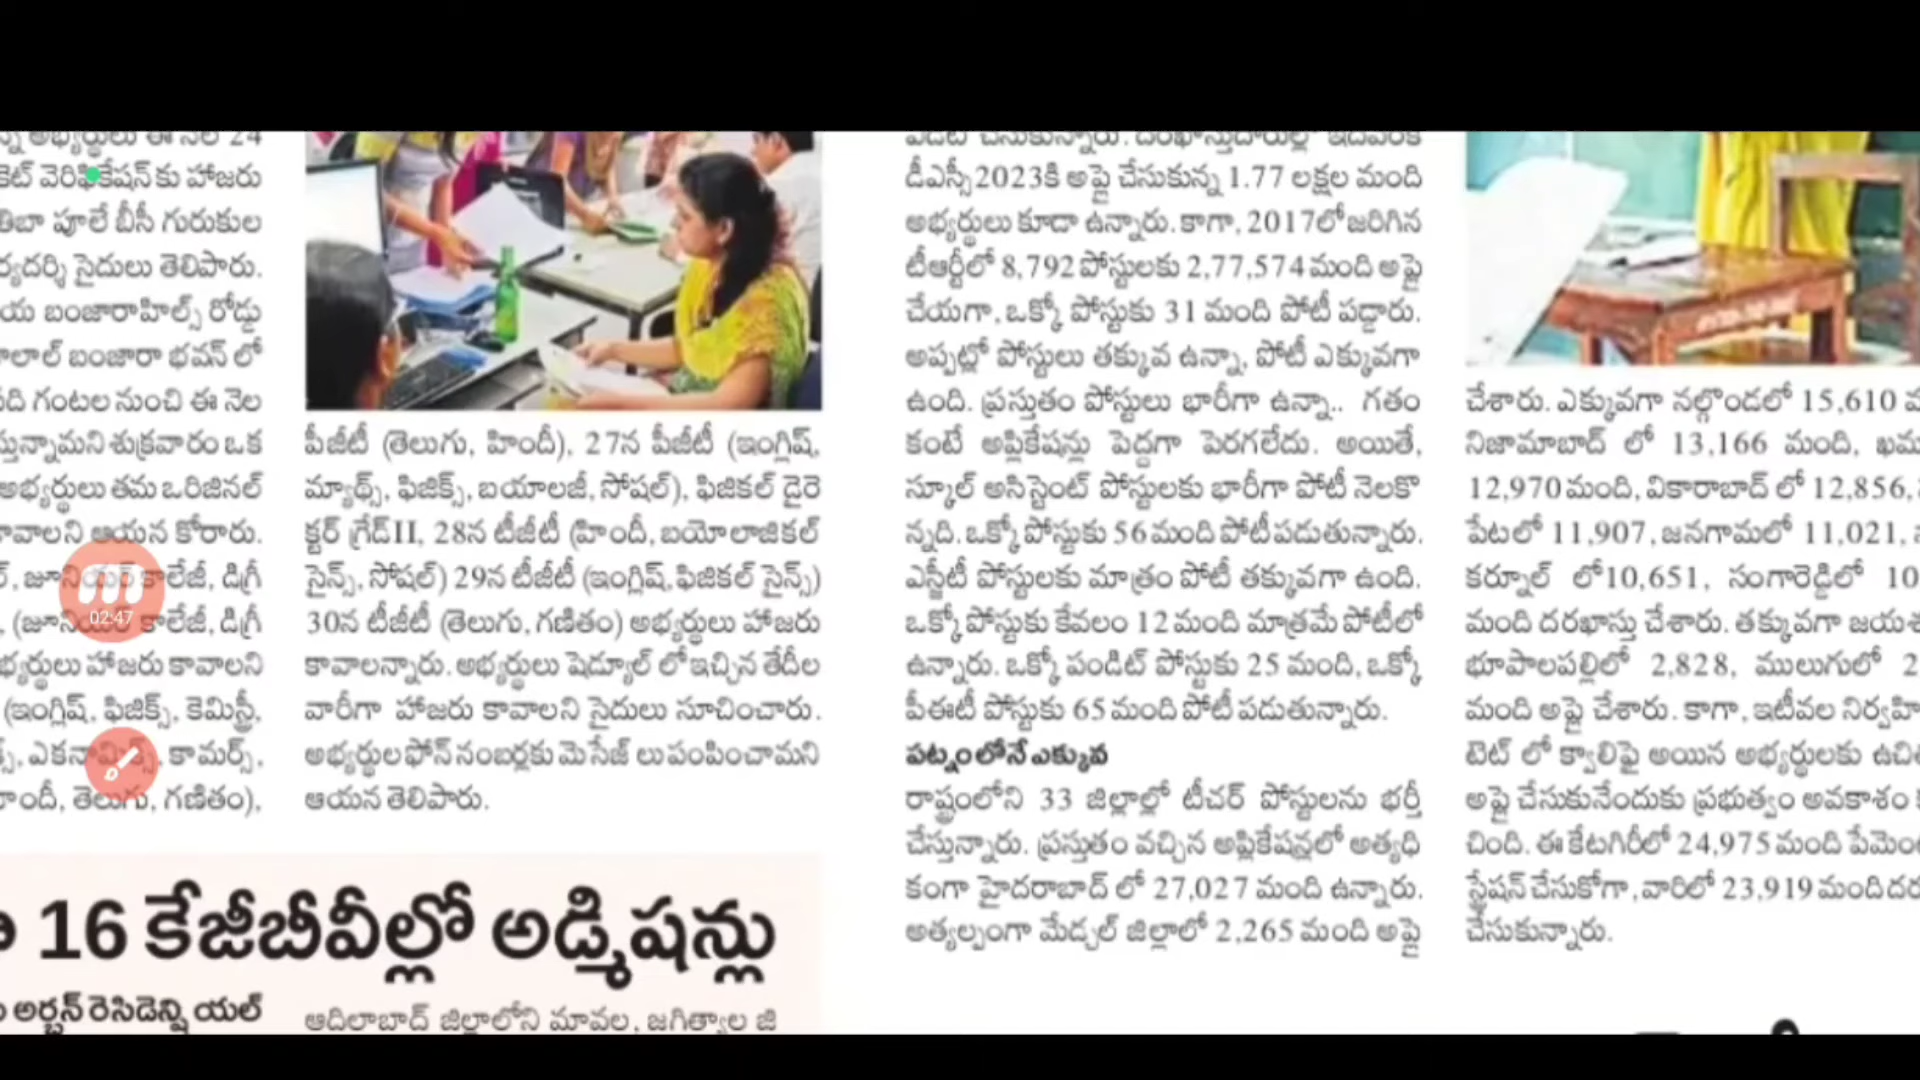 కెట్ వెరిఫికేషన్ కు హాజరు
పూలే బీసీ గురుకుల
సైదులు తెలిపారు.
బంజారాహిల్స్ రోడ్డు
బంజారా భవన్ లో
గంటల నుంచి ఈ నెల
శుక్రవారం ఒక
అభ్యర్థులు తమ ఒరిజినల్
ఆయన కోరారు.
జూనియర్ కాలేజీ, డిగ్రీ
(జూనియర్ కాలేజీ, డిగ్రీ
హాజరు కావాలని
(ఇంగ్లిష్, ఫిజిక్స్, కెమిస్ట్రీ,
ఎకనామిక్స్, కామర్స్,
తెలుగు, గణితం),
పీజీటీ (తెలుగు, హిందీ), 27న పీజీటీ (ఇంగ్లిష్,
మ్యాథ్స్, ఫిజిక్స్, బయాలజీ, సోషల్), ఫిజికల్ డైరె
క్టర్ గ్రేడ్II, 28న టీజీటీ (హిందీ, బయోలాజికల్
సైన్స్, సోషల్) 29న టీజీటీ (ఇంగ్లిష్, ఫిజికల్ సైన్స్)
30న టీజీటీ (తెలుగు, గణితం) అభ్యర్థులు హాజరు
కావాలన్నారు. అభ్యర్థులు షెడ్యూల్ లో ఇచ్చిన తేదీల
వారీగా హాజరు కావాలని సైదులు సూచించారు.
అభ్యర్థుల ఫోన్ నంబర్లకు మెసేజ్ లు పంపించామని
ఆయన తెలిపారు.
16 కేజీబీవీల్లో అడ్మిషన్లు
అర్బన్ రెసిడెన్షియల్
ఆదిలాబాద్ జిల్లాలోని మావల, జగిత్యాల జి
డీఎస్సీ2023కి అప్లై చేసుకున్న 1.77 లక్షల మంది
అభ్యర్థులు కూడా ఉన్నారు. కాగా, 2017లో జరిగిన
టీఆర్టీలో 8,792 పోస్టులకు 2,77,574 మంది అప్లై
చేయగా, ఒక్కో పోస్టుకు 31 మంది పోటీ పడ్డారు.
అప్పట్లో పోస్టులు తక్కువ ఉన్నా, పోటీ ఎక్కువగా
ఉంది. ప్రస్తుతం పోస్టులు భారీగా ఉన్నా.. గతం
కంటే అప్లికేషన్లు పెద్దగా పెరగలేదు. అయితే,
స్కూల్ అసిస్టెంట్ పోస్టులకు భారీగా పోటీ నెలకొ
న్నది. ఒక్కో పోస్టుకు 56 మంది పోటీపడుతున్నారు.
ఎస్జీటీ పోస్టులకు మాత్రం పోటీ తక్కువగా ఉంది.
ఒక్కో పోస్టుకు కేవలం 12 మంది మాత్రమే పోటీలో
ఉన్నారు. ఒక్కో పండిట్ పోస్టుకు 25 మంది, ఒక్కో
పీఈటీ పోస్టుకు 65 మంది పోటీ పడుతున్నారు.
పట్నంలోనే ఎక్కువ
రాష్ట్రంలోని 33 జిల్లాల్లో టీచర్ పోస్టులను భర్తీ
చేస్తున్నారు. ప్రస్తుతం వచ్చిన అప్లికేషన్లలో అత్యధి
కంగా హైదరాబాద్ లో 27,027 మంది ఉన్నారు.
అత్యల్పంగా మేడ్చల్ జిల్లాలో 2,265 మంది అప్లై
చేశారు. ఎక్కువగా నల్గొండలో 15,610
నిజామాబాద్ లో 13,166 మంది,
12,970 మంది, వికారాబాద్ లో 12,856,
పేటలో 11,907, జనగామలో 11,021,
కర్నూల్ లో10,651, సంగారెడ్డిలో 10
మంది దరఖాస్తు చేశారు. తక్కువగా
భూపాలపల్లిలో 2,828, ములుగులో 2
మంది అప్లై చేశారు. కాగా, ఇటీవల
టెట్ లో క్వాలిఫై అయిన అభ్యర్థులకు
అప్లై చేసుకునేందుకు ప్రభుత్వం అవకాశం
చింది. ఈ కేటగిరీలో 24,975 మంది
స్ట్రేషన్ చేసుకోగా, వారిలో 23,919 మంది
చేసుకున్నారు.
02:47